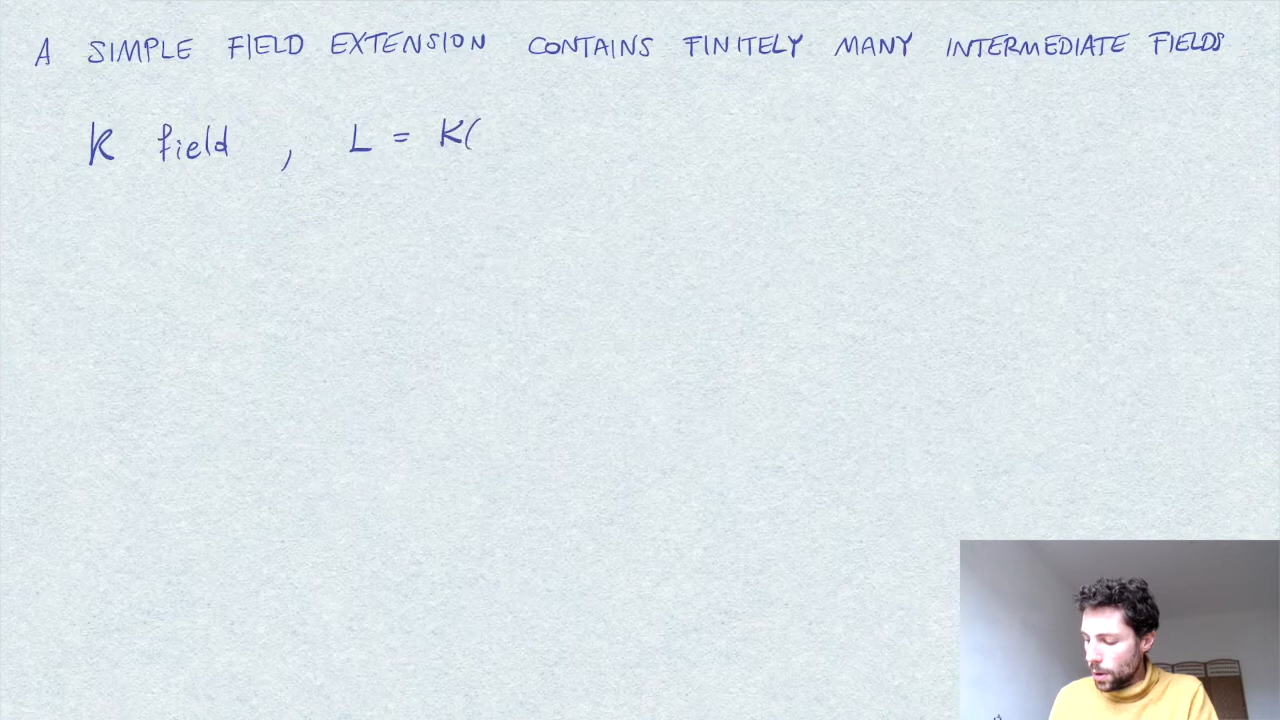 A SIMPLE FIELD EXTENSION CONTAINS FINITELY MANY INTERMEDIATE FIELDS
K field , L = K(